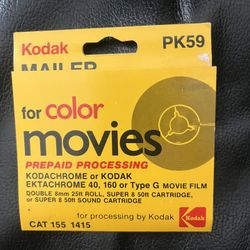 Kodak PK59
MAILER
for color
movies
PREPAID PROCESSING
KODACHROME or KODAK
EKTACHROME 40, 160 or Type G MOVIE FILM
DOUBLE 8mm 25ft ROLL, SUPER 8 50ft CARTRIDGE,
or SUPER 8 50ft SOUND CARTRIDGE
for processing by Kodak
Kodak
CAT 155 1415